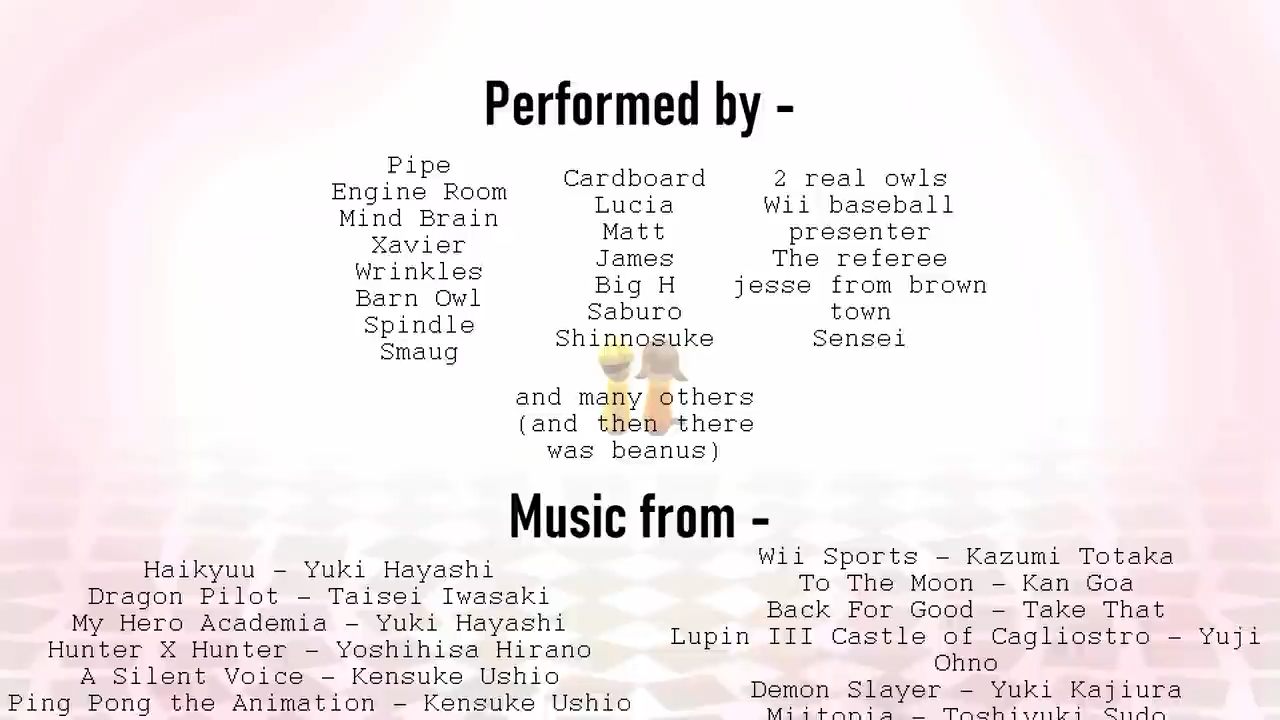 Performed by -
Pipe
Engine Room
Mind Brain
Xavier
Wrinkles
Barn Owl
Spindle
Smaug
Cardboard
Lucia
Matt
James
Big H
Saburo
Shinnosuke
2 real owls
Wii baseball
presenter
The referee
jesse from brown
town
Sensei
and many others
(and then there
was beanus)
Music from -
Haikyuu – Yuki Hayashi
Dragon Pilot – Taisei Iwasaki
My Hero Academia – Yuki Hayashi
Hunter X Hunter – Yoshihisa Hirano
A Silent Voice – Kensuke Ushio
Ping Pong the Animation – Kensuke Ushio
Wii Sports – Kazumi Totaka
To The Moon – Kan Goa
Back For Good – Take That
Lupin III Castle of Cagliostro – Yuji
Ohno
Demon Slayer – Yuki Kajiura
Miitopia – Toshiyuki Sudo